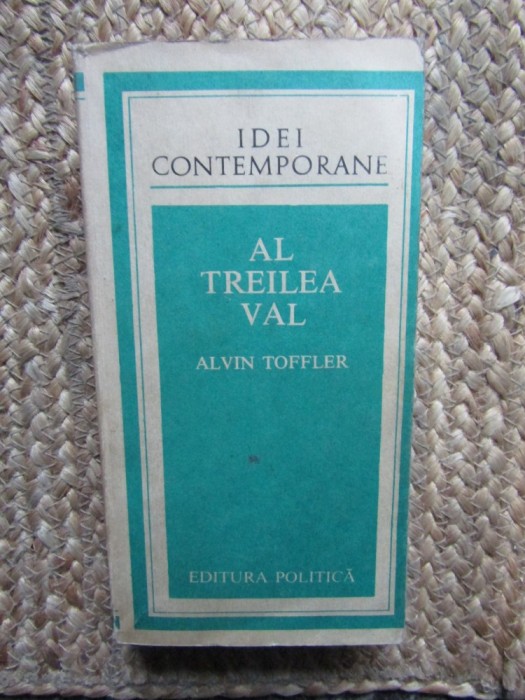 IDEI
CONTEMPORANE
AL
TREILEA
VAL
ALVIN TOFFLER
EDITURA POLITICĂ